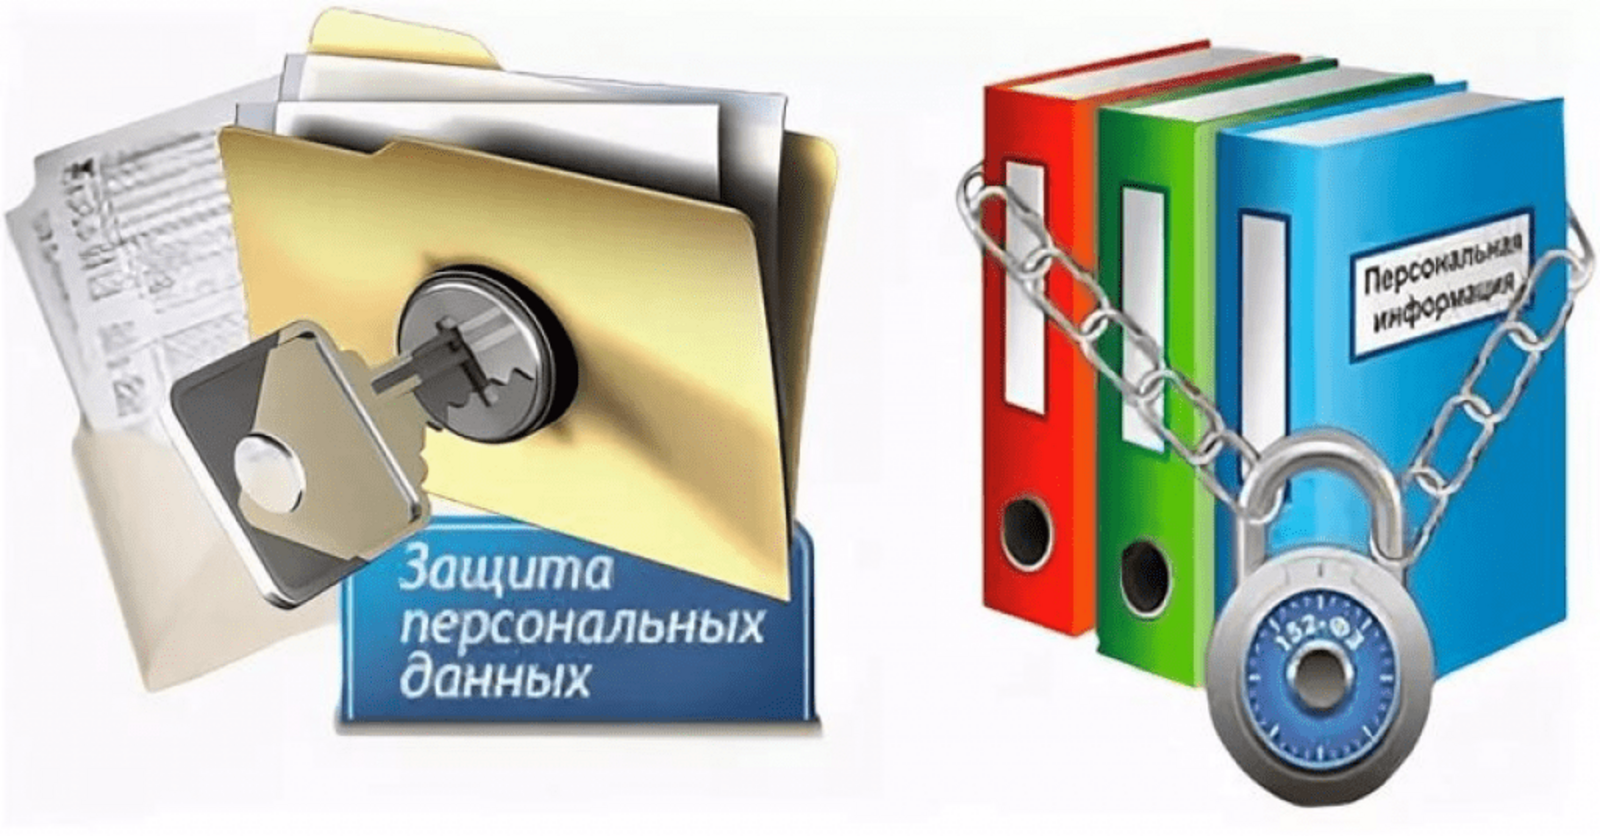 Защита
персональных
данных
Персональная
информация
152-ФЗ